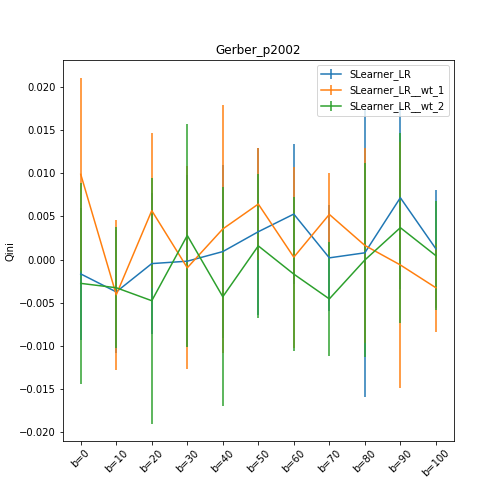 Gerber_p2002
SLearner_LR
SLearner_LR__wt_1
SLearner_LR__wt_2
Qini
0.020
0.015
0.010
0.005
0.000
−0.005
−0.010
−0.015
−0.020
b=0 b=10 b=20 b=30 b=40 b=50 b=60 b=70 b=80 b=90 b=100